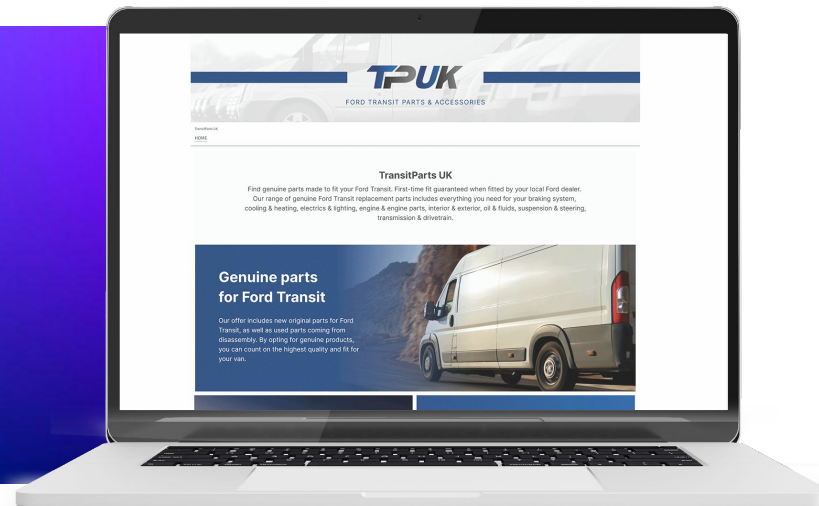 TPUK
FORD TRANSIT PARTS & ACCESSORIES
TransitParts UK
HOME
TransitParts UK
Find genuine parts made to fit your Ford Transit. First-time fit guaranteed when fitted by your local Ford dealer.
Our range of genuine Ford Transit replacement parts includes everything you need for your braking system,
cooling & heating, electrics & lighting, engine & engine parts, interior & exterior, oil & fluids, suspension & steering,
transmission & drivetrain.
Genuine parts
for Ford Transit
Our offer includes new original parts for Ford
Transit, as well as used parts coming from
disassembly. By opting for genuine products,
you can count on the highest quality and fit for
your van.